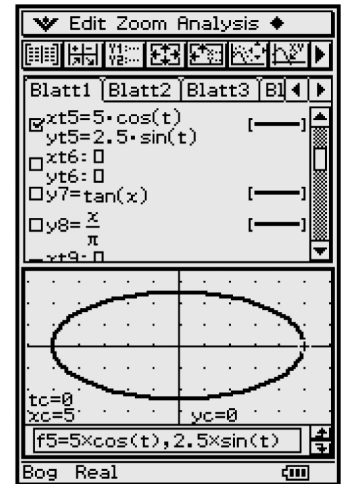 Edit Zoom Analysis
Blatt1 Blatt2 Blatt3 Bl
xt5=5·cos(t)
yt5=2.5·sin(t)
xt6:
yt6:
y7=tan(x)
y8=x/π
xt9:
tc=0
xc=5 yc=0
f5=5×cos(t),2.5×sin(t)
Bog Real